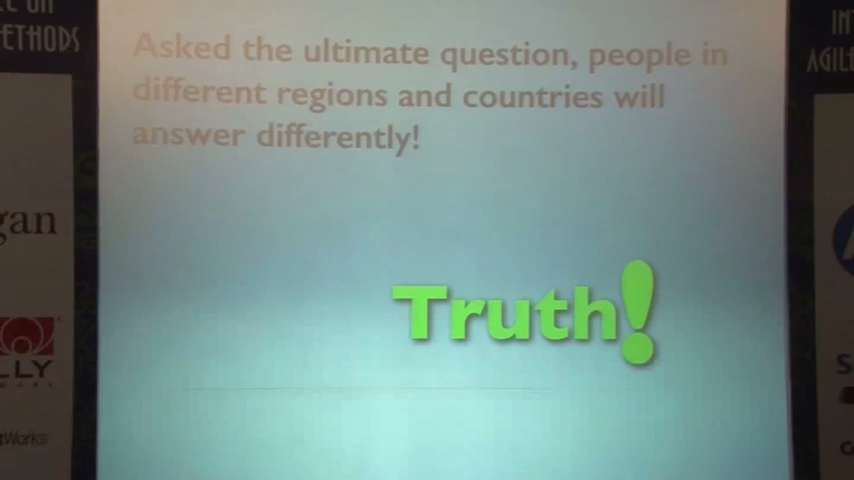 Asked the ultimate question, people in
different regions and countries will
answer differently!
Truth!
ETHODS
gan
LLY
Works
IN
AGILE